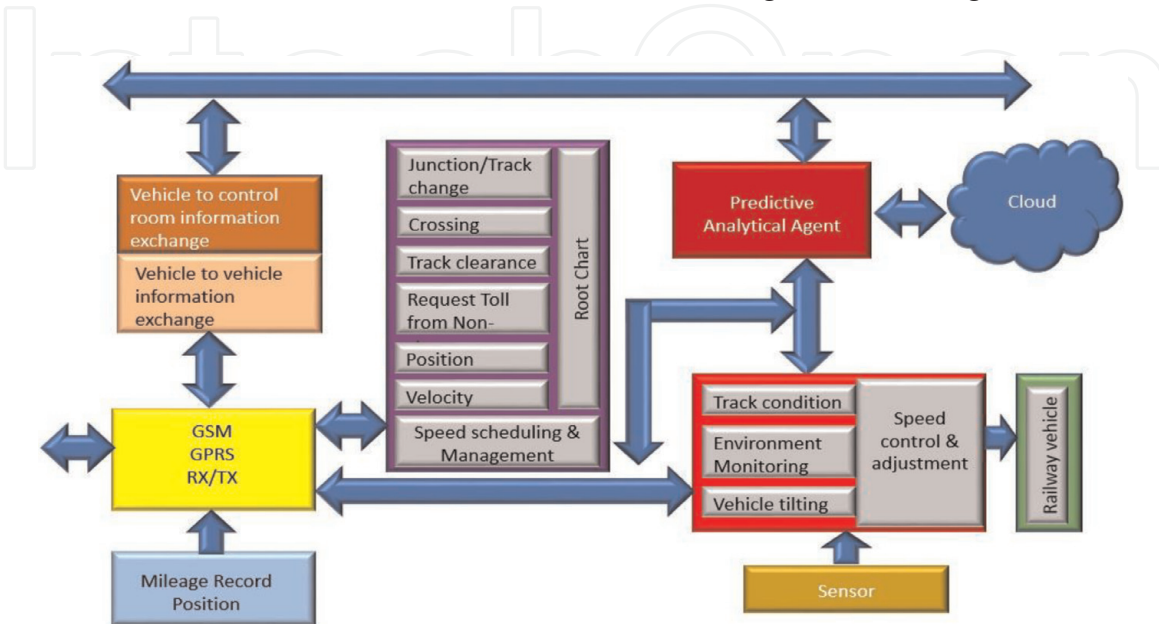 Vehicle to control
room information
exchange
Vehicle to vehicle
information
exchange
GSM
GPRS
RX/TX
Mileage Record
Position
Junction/Track
change
Crossing
Track clearance
Request Toll
from Non-
Position
Velocity
Root Chart
Speed scheduling &
Management
Predictive
Analytical Agent
Cloud
Track condition
Environment
Monitoring
Vehicle tilting
Speed
control &
adjustment
Railway vehicle
Sensor